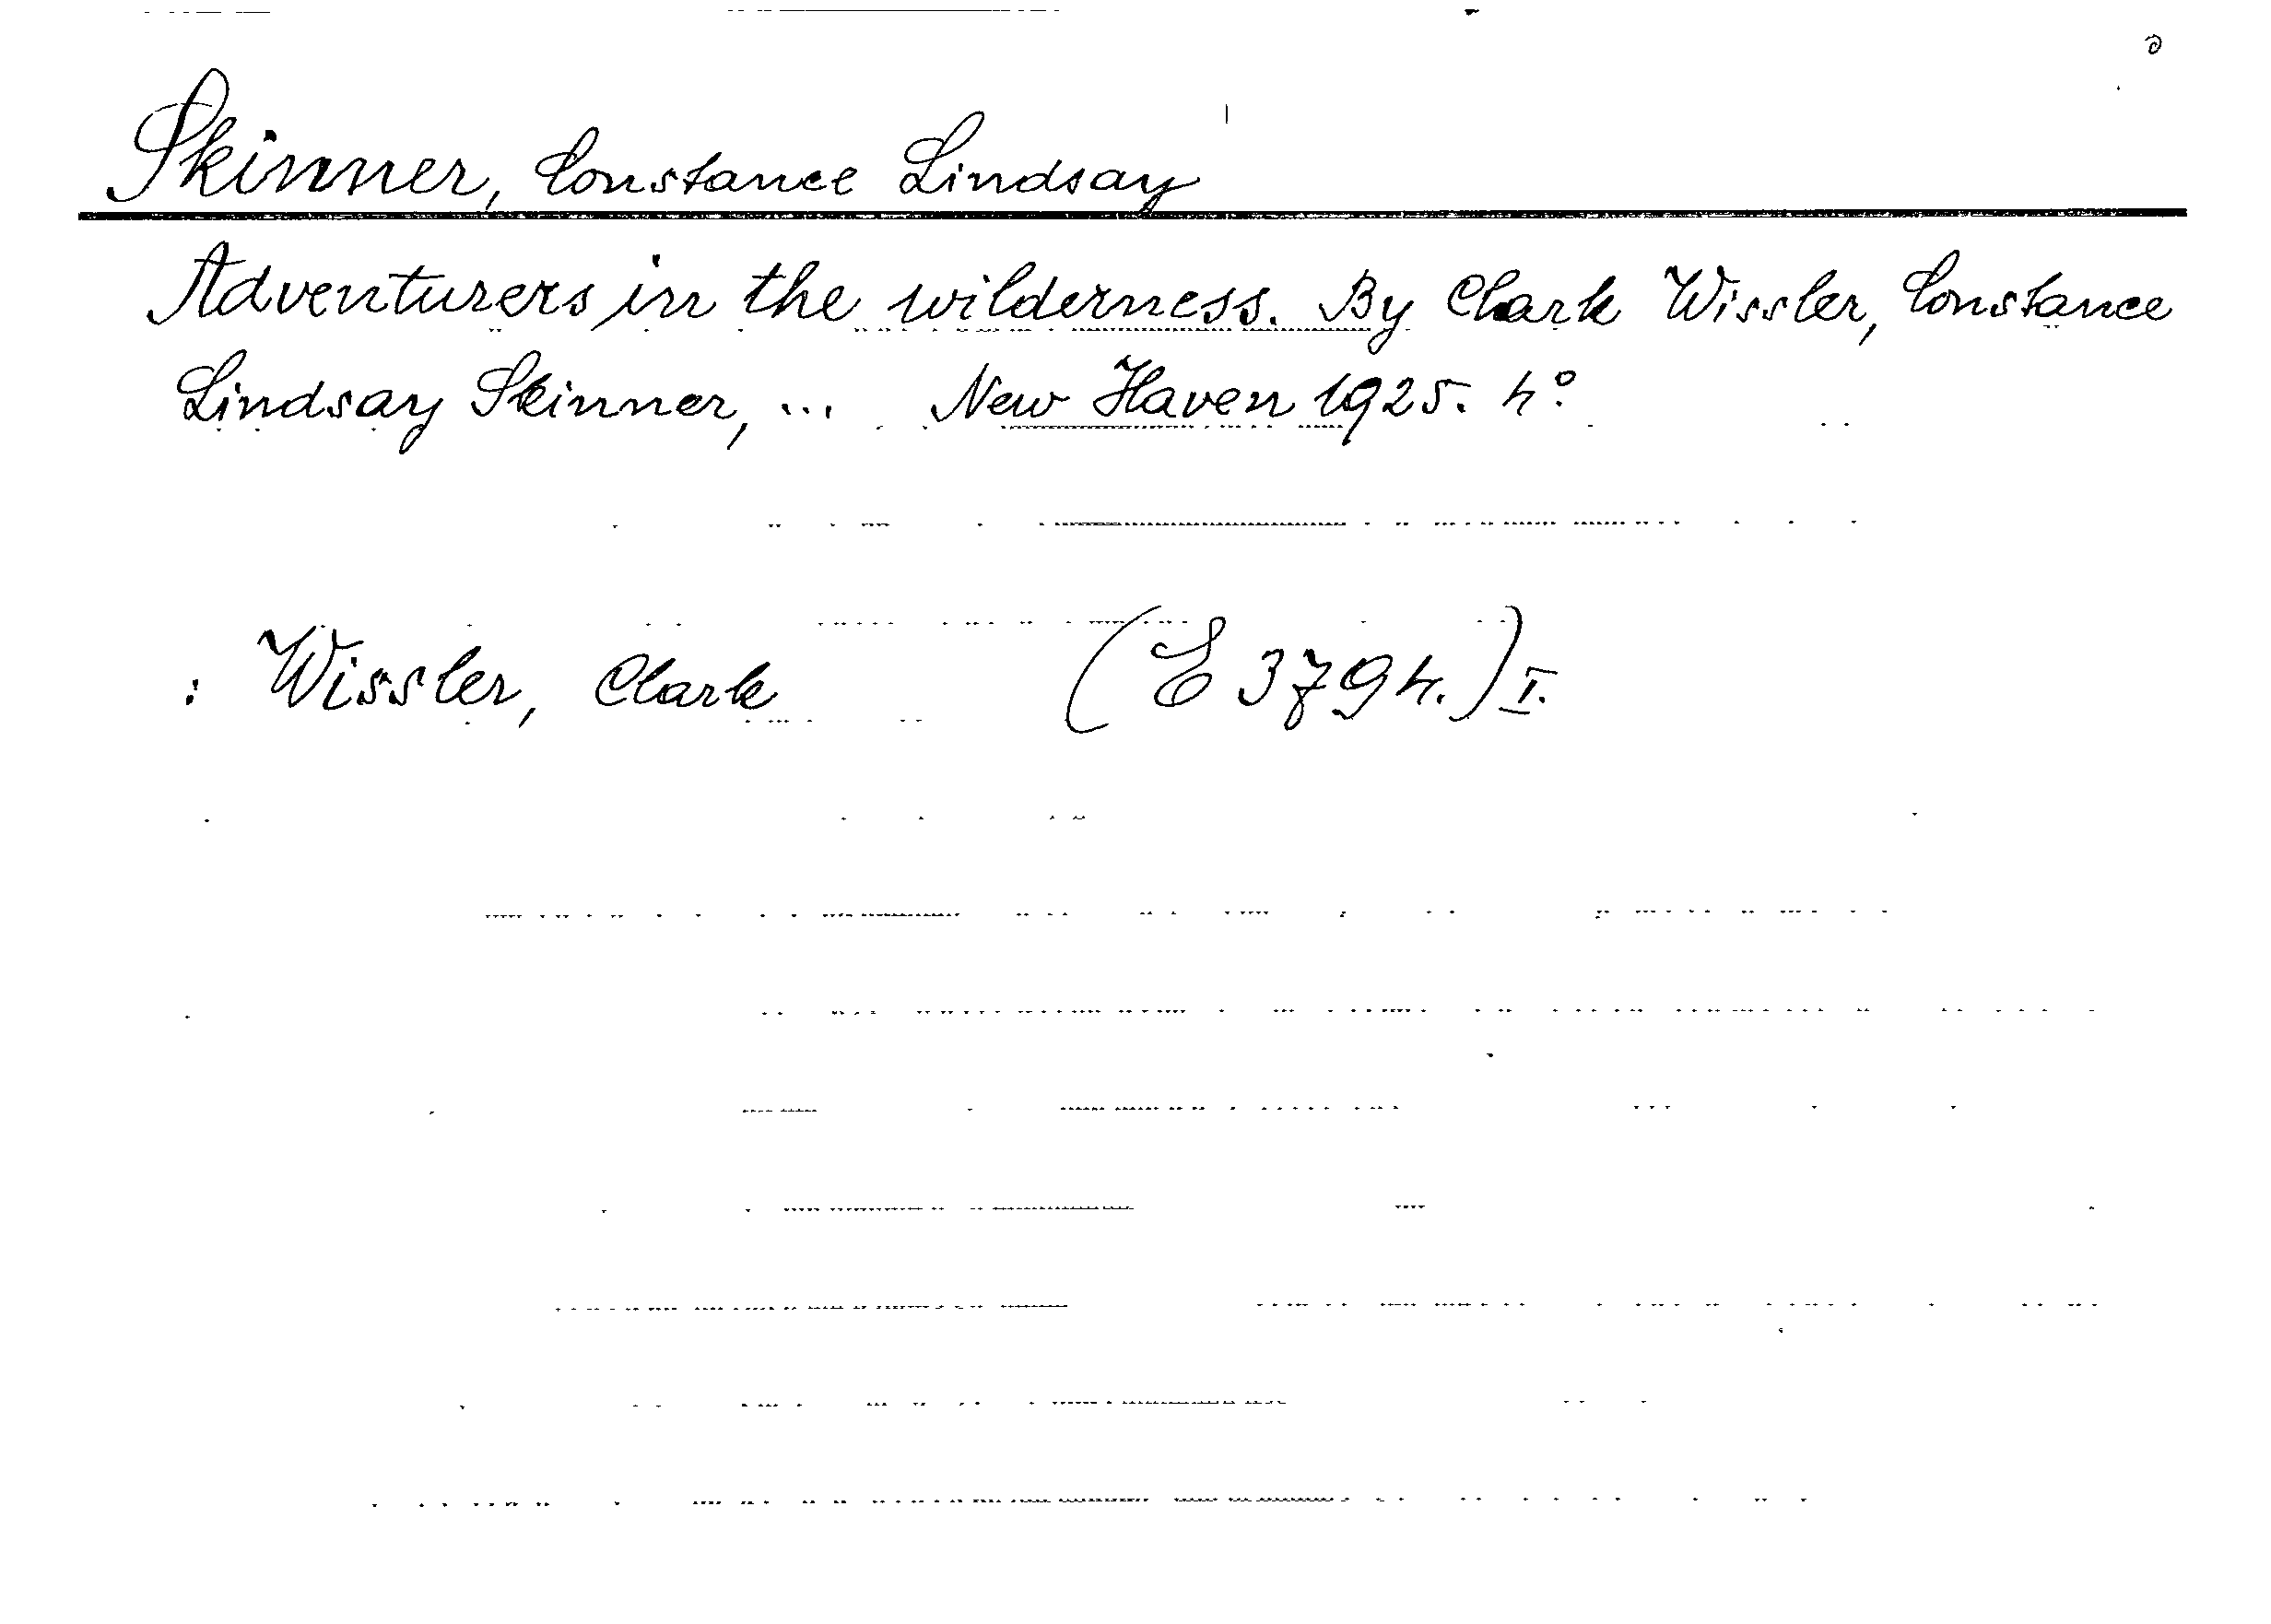 Skinner, Constance Lindsay
Adventurers in the wilderness. By Clark Wissler, Constance
Lindsay Skinner, ... New Haven 1925. 4°
: Wissler, Clark (E 3794.) I.